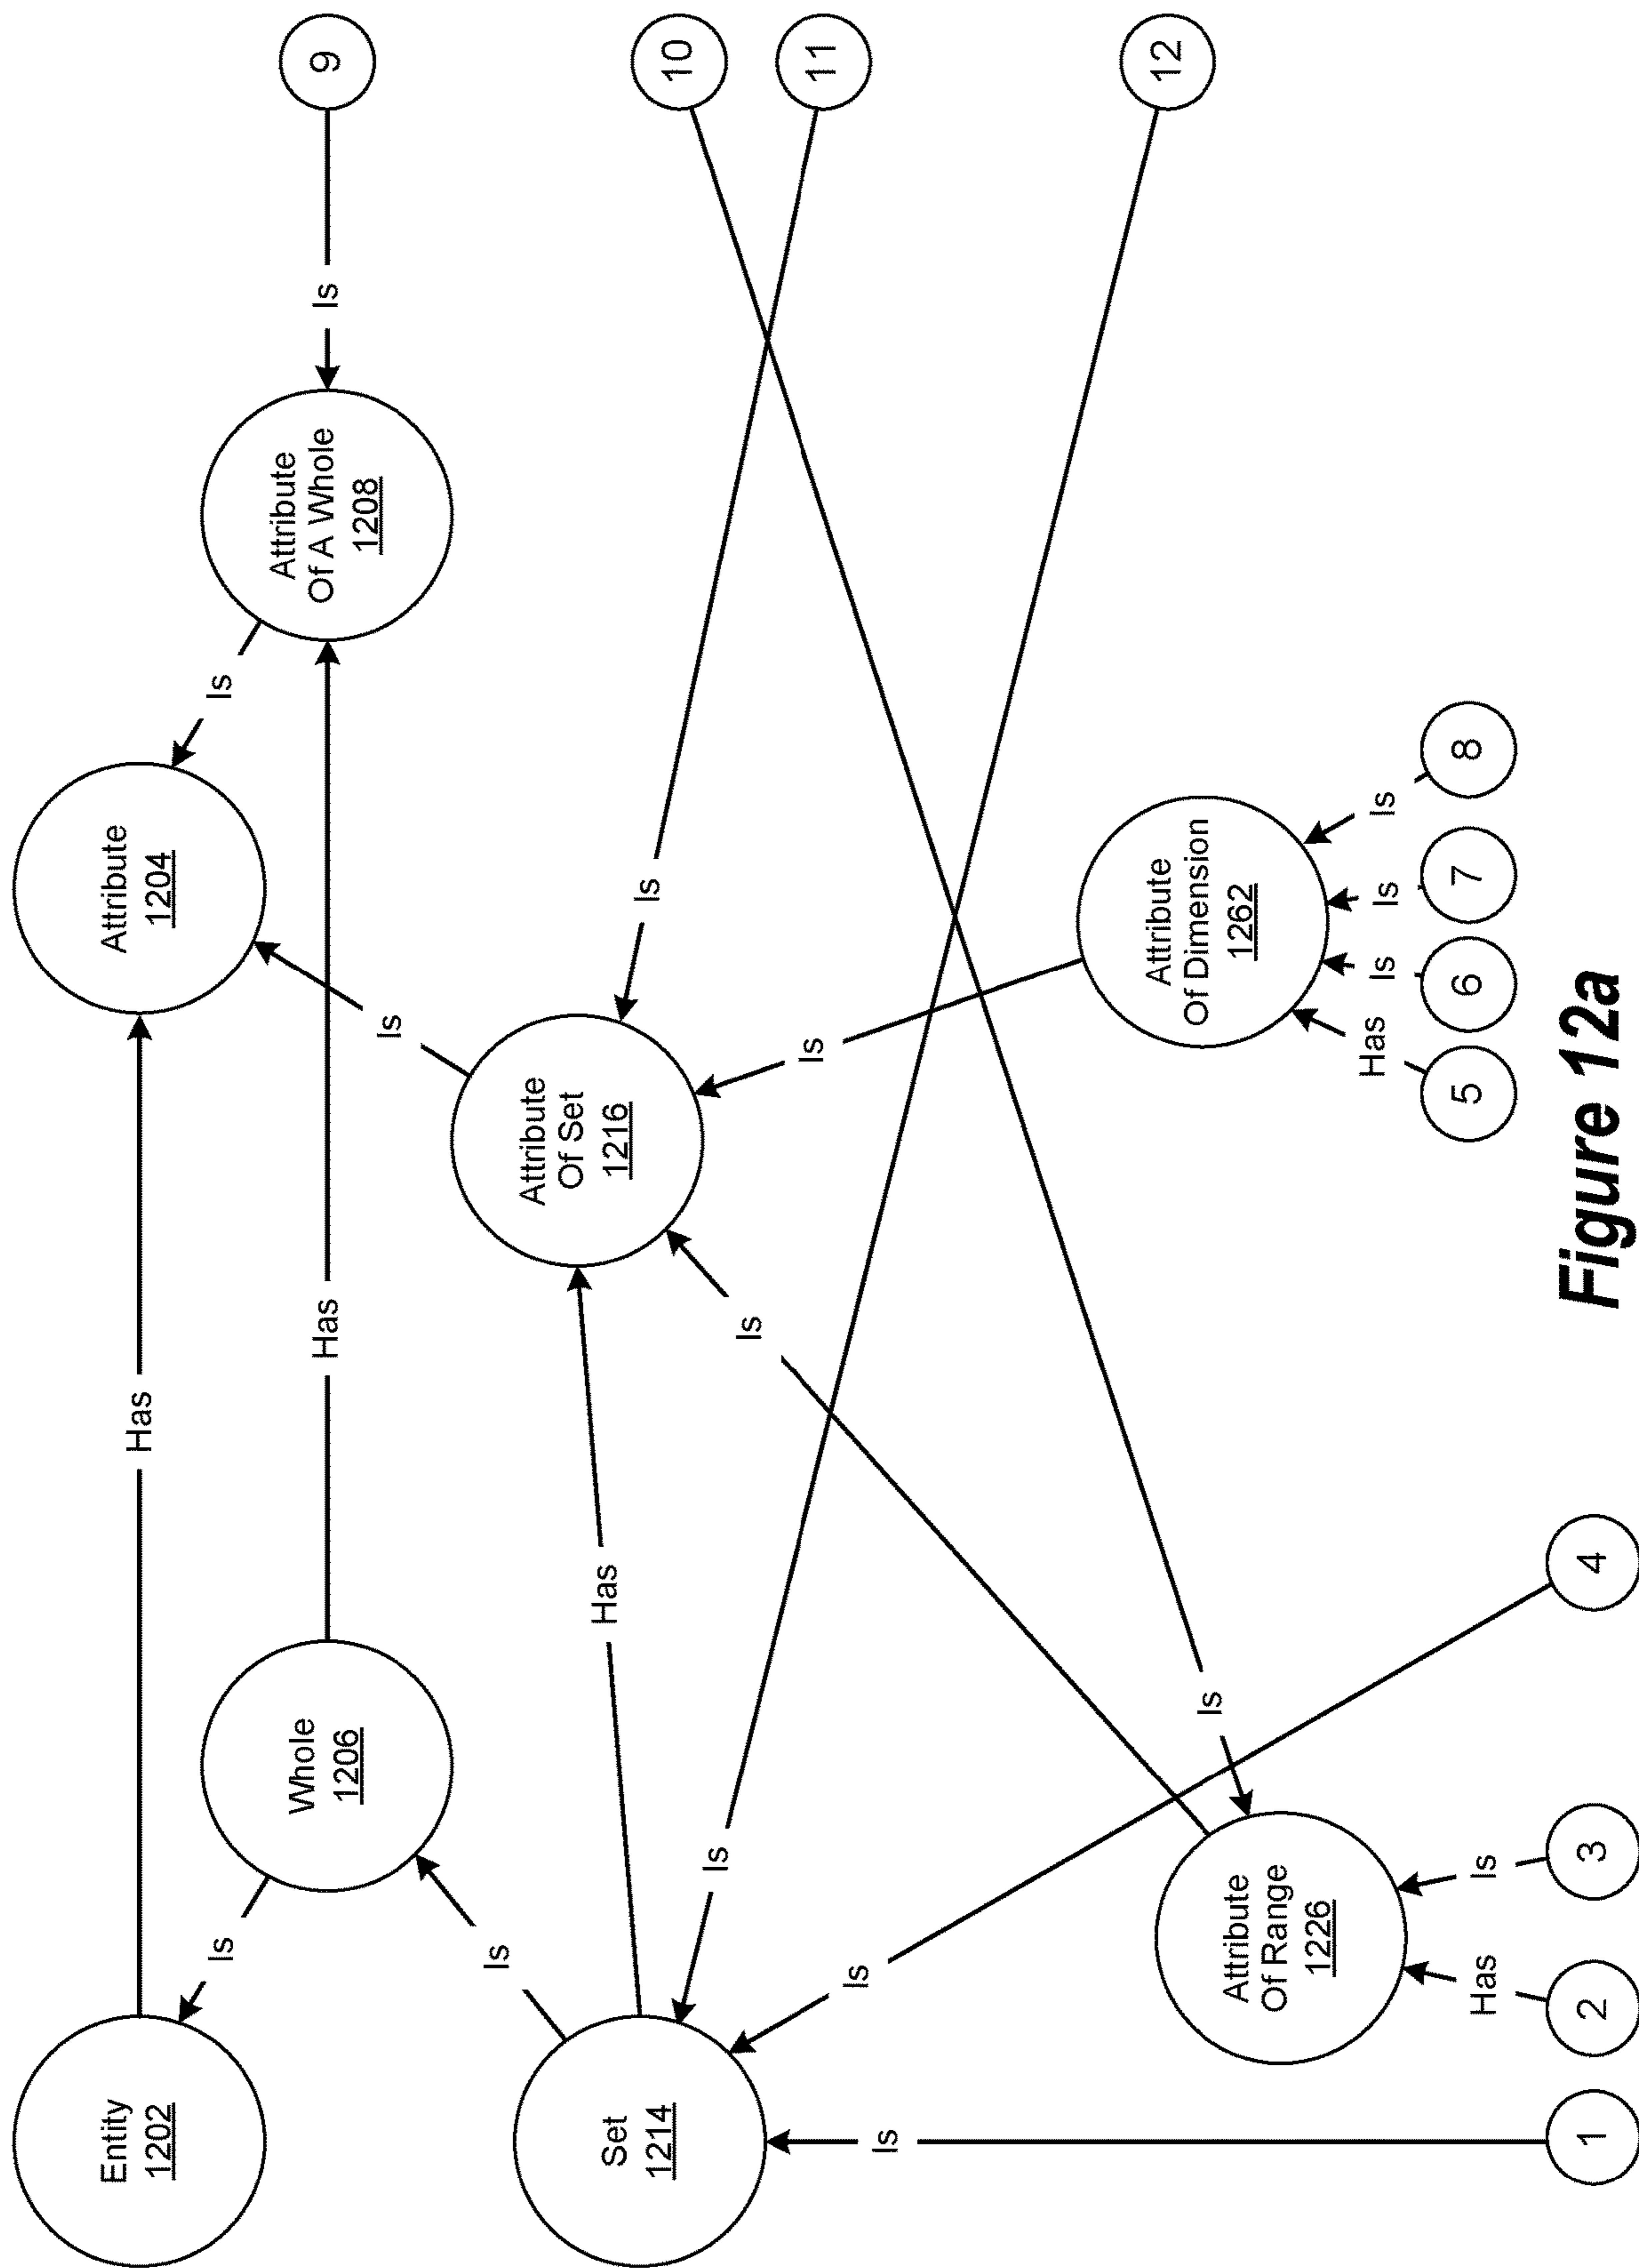 Entity
1202
Has
Attribute
1204
Is
Is
Whole
1206
Has
Attribute
Of A Whole
1208
Is
9
Is
Is
Set
1214
Has
Attribute
Of Set
1216
Is
10
11
Is
Is
Is
Is
12
Is
Attribute
Of Range
1226
Is
Attribute
Of Dimension
1262
Has
Is
Has
Is
Is
Is
5
6
7
8
1
2
3
4
Figure 12a